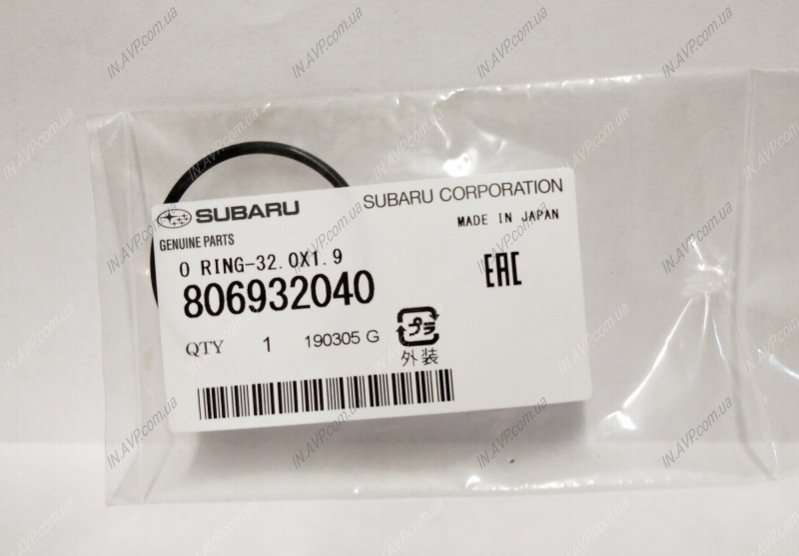 SUBARU
SUBARU CORPORATION
GENUINE PARTS
MADE IN JAPAN
O RING-32.0X1.9
806932040
EAC
QTY 1 190305 G
プラ
外装
IN.AVP.com.ua